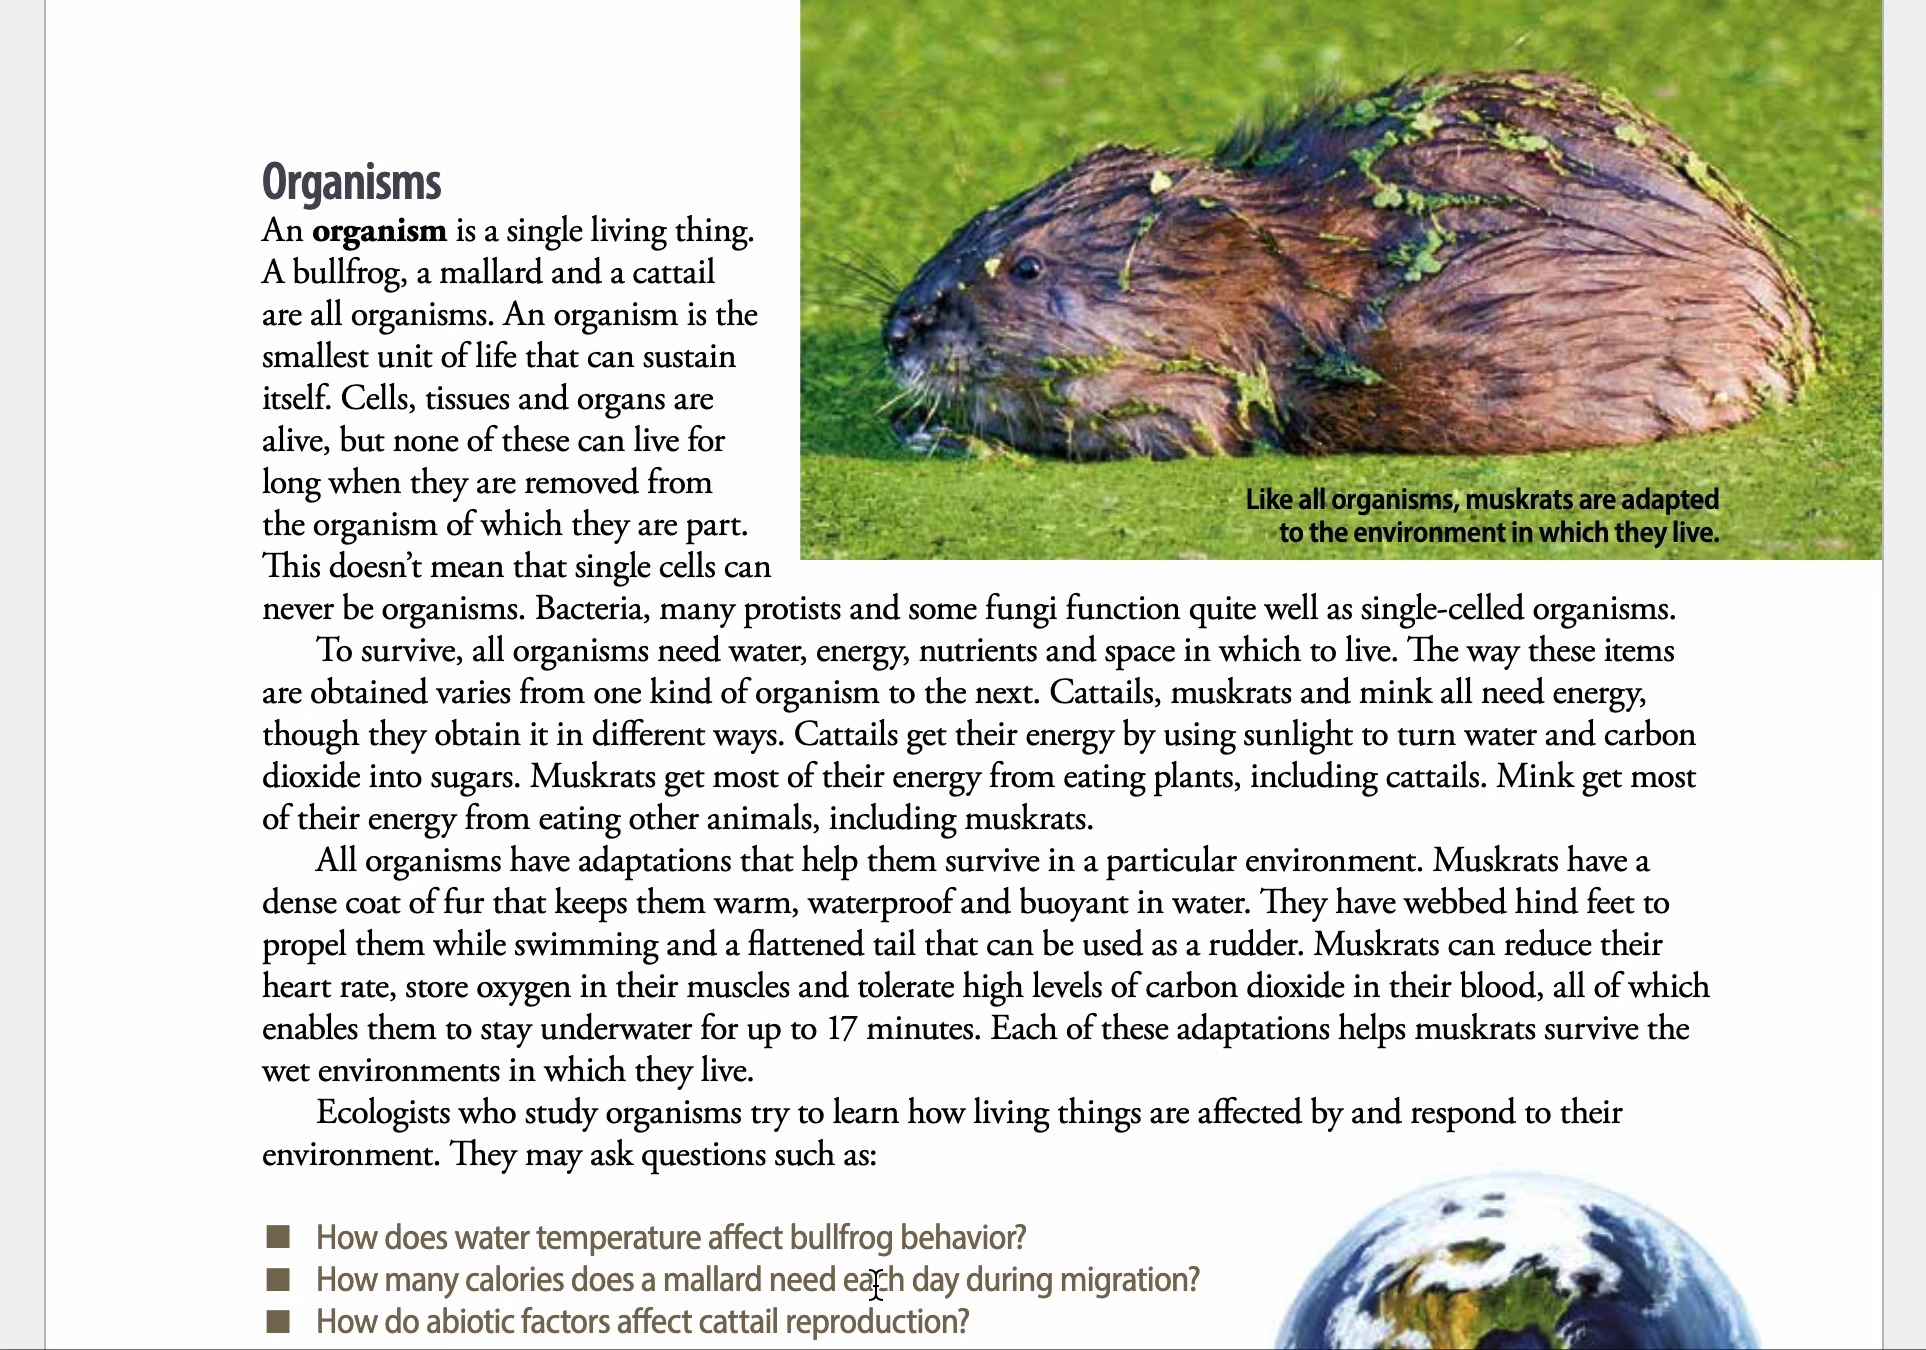 Organisms
An organism is a single living thing.
A bullfrog, a mallard and a cattail
are all organisms. An organism is the
smallest unit of life that can sustain
itself. Cells, tissues and organs are
alive, but none of these can live for
long when they are removed from
the organism of which they are part.
This doesn’t mean that single cells can
never be organisms. Bacteria, many protists and some fungi function quite well as single-celled organisms.
Like all organisms, muskrats are adapted
to the environment in which they live.
To survive, all organisms need water, energy, nutrients and space in which to live. The way these items
are obtained varies from one kind of organism to the next. Cattails, muskrats and mink all need energy,
though they obtain it in different ways. Cattails get their energy by using sunlight to turn water and carbon
dioxide into sugars. Muskrats get most of their energy from eating plants, including cattails. Mink get most
of their energy from eating other animals, including muskrats.
All organisms have adaptations that help them survive in a particular environment. Muskrats have a
dense coat of fur that keeps them warm, waterproof and buoyant in water. They have webbed hind feet to
propel them while swimming and a flattened tail that can be used as a rudder. Muskrats can reduce their
heart rate, store oxygen in their muscles and tolerate high levels of carbon dioxide in their blood, all of which
enables them to stay underwater for up to 17 minutes. Each of these adaptations helps muskrats survive the
wet environments in which they live.
Ecologists who study organisms try to learn how living things are affected by and respond to their
environment. They may ask questions such as:
■ How does water temperature affect bullfrog behavior?
■ How many calories does a mallard need each day during migration?
■ How do abiotic factors affect cattail reproduction?